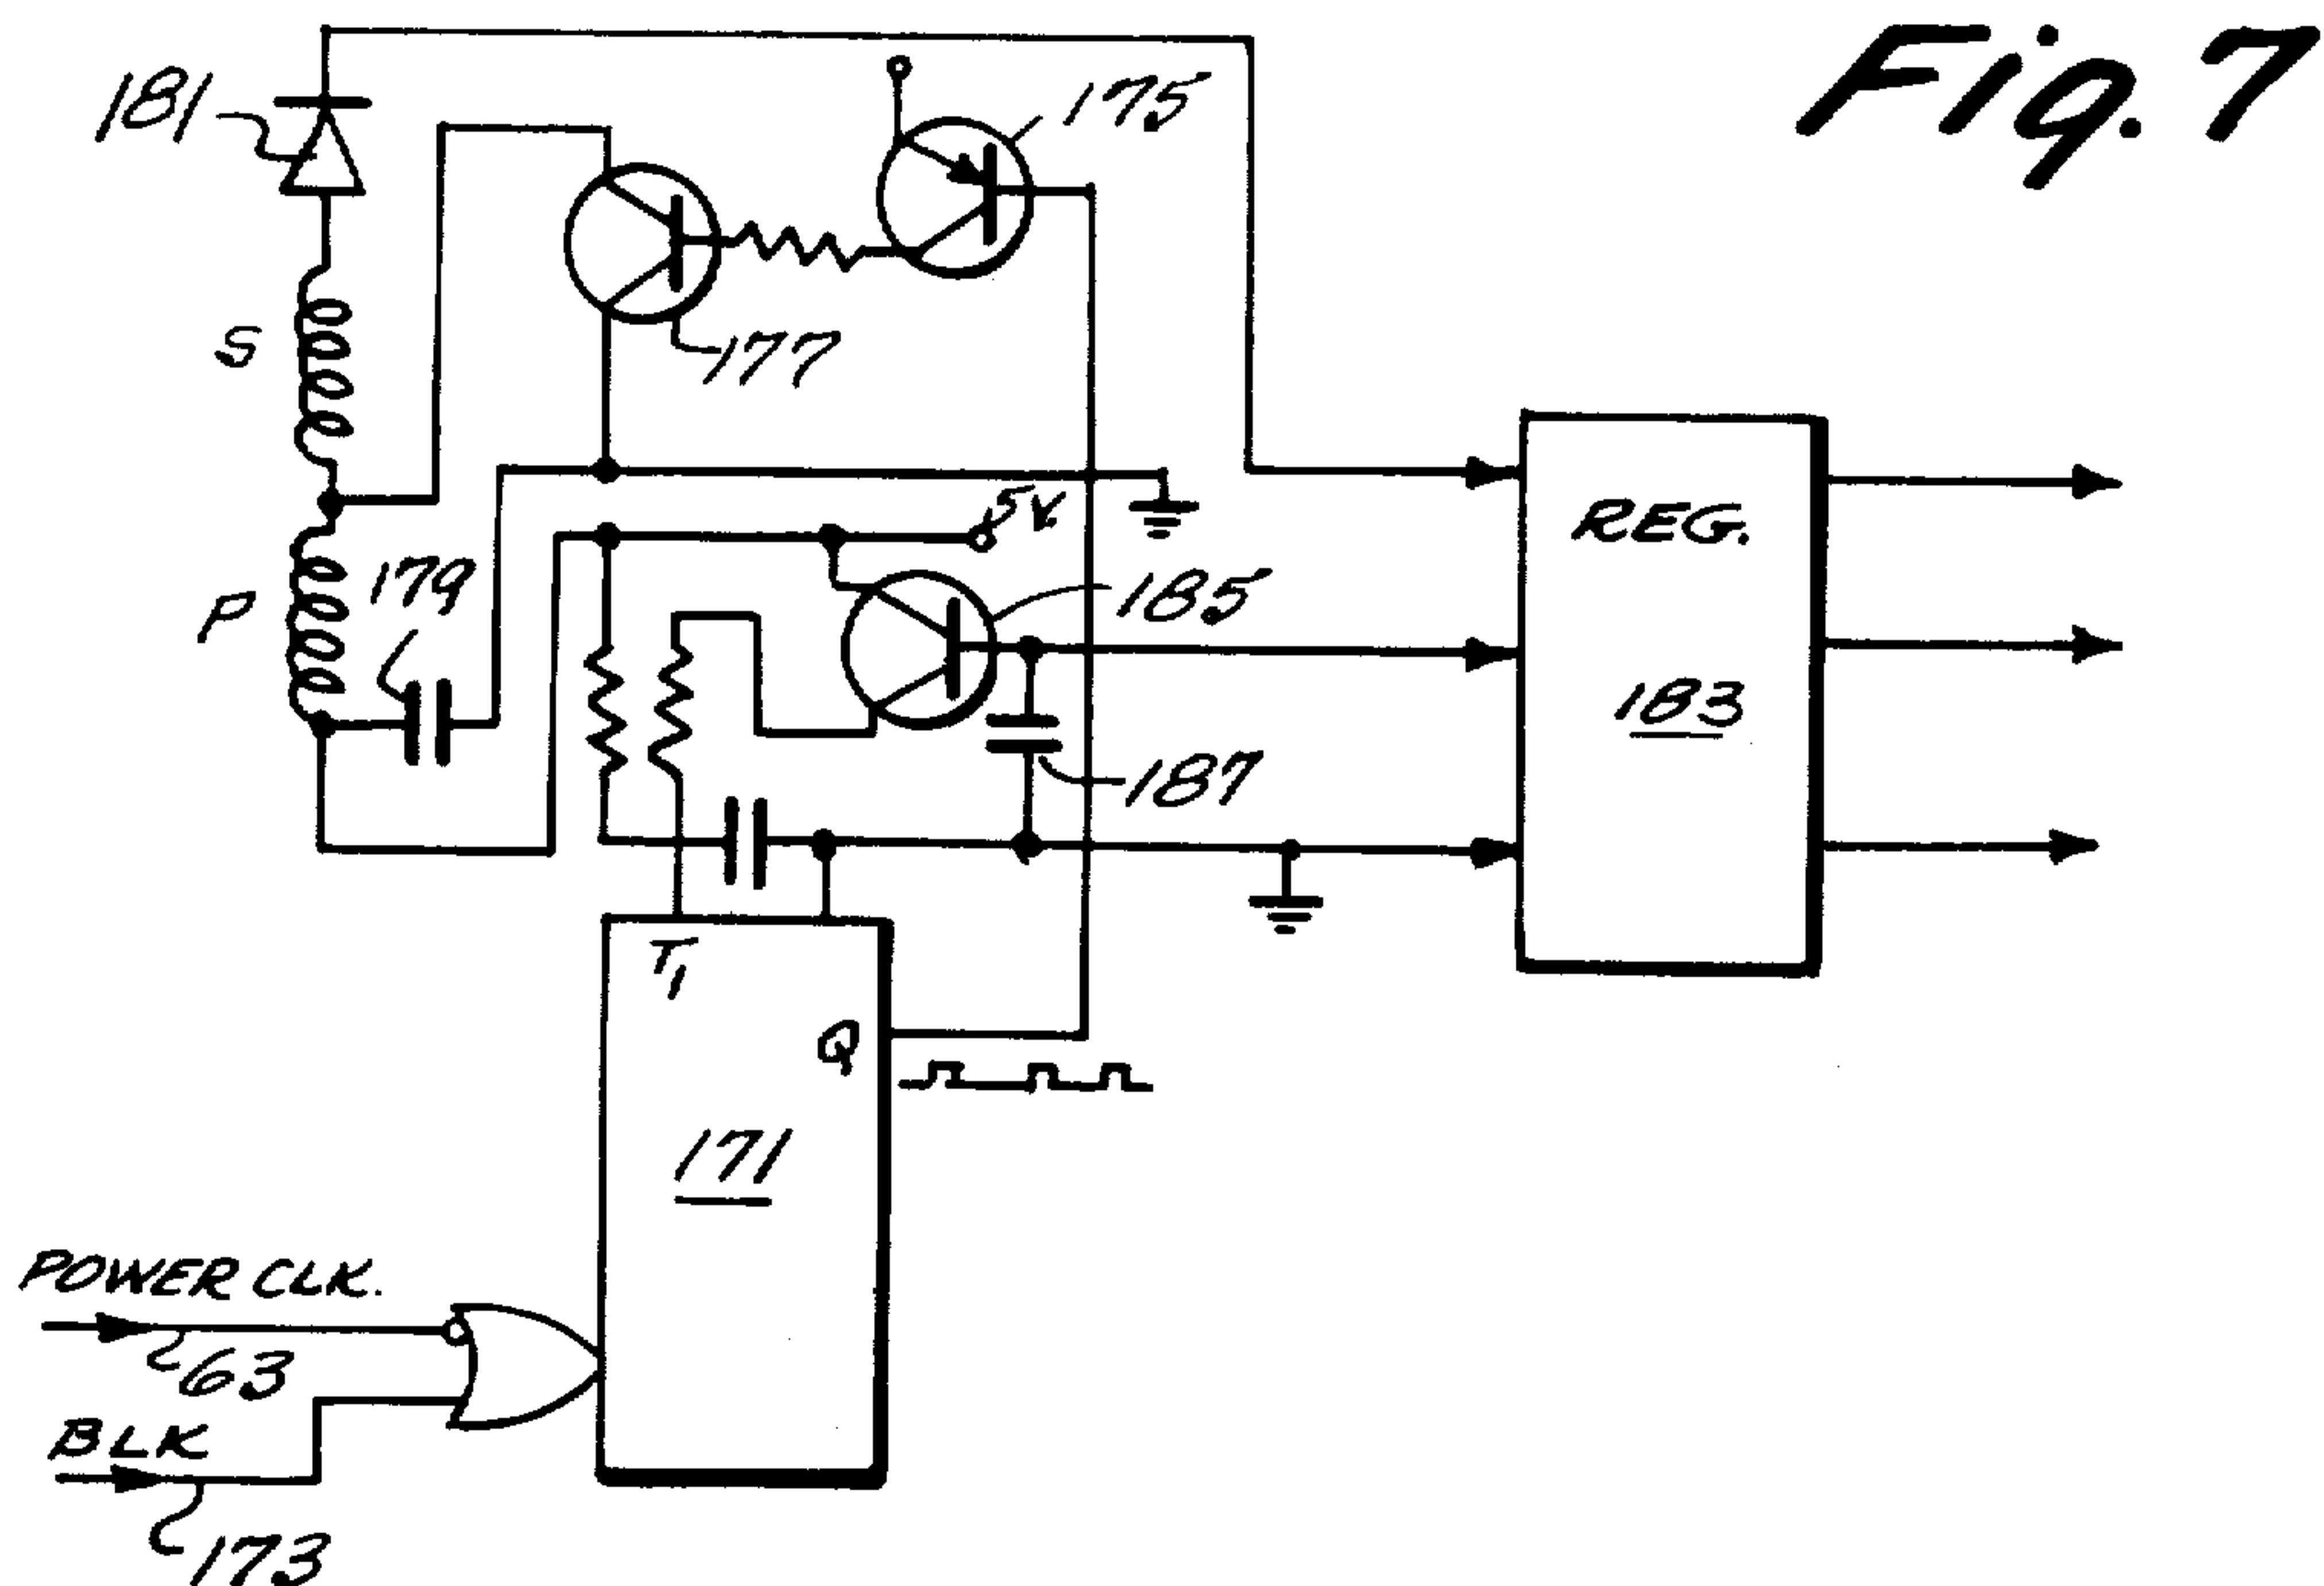 Fig. 7
181
175
177
S
5V
REG.
179
P
185
183
187
T1
Q
171
POWER CLK.
63
BLK
173